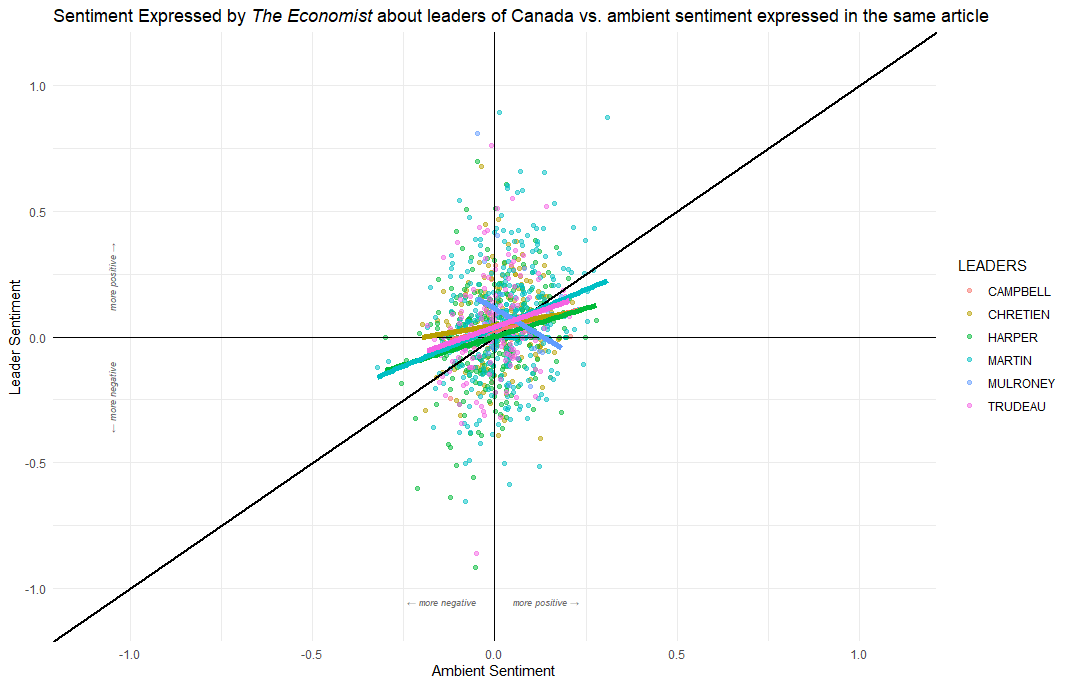 Sentiment Expressed by The Economist about leaders of Canada vs. ambient sentiment expressed in the same article
Leader Sentiment
1.0
0.5
0.0
-0.5
-1.0
more positive →
← more negative
← more negative
more positive →
-1.0
-0.5
0.0
0.5
1.0
Ambient Sentiment
LEADERS
CAMPBELL
CHRETIEN
HARPER
MARTIN
MULRONEY
TRUDEAU